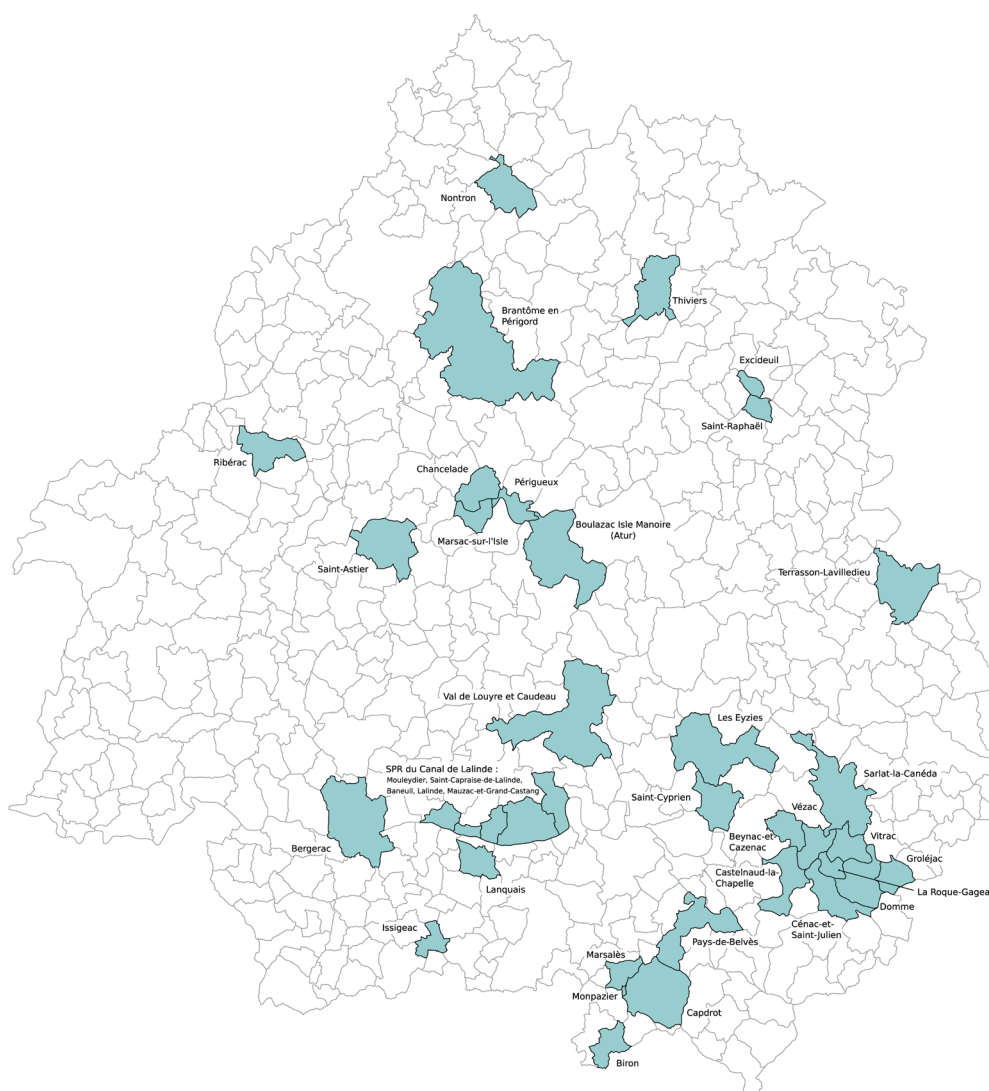 Nontron
Thiviers
Brantôme en
Périgord
Excideuil
Saint-Raphaël
Ribérac
Chancelade
Périgueux
Boulazac Isle Manoire
(Atur)
Marsac-sur-l'Isle
Saint-Astier
Terrasson-Lavilledieu
Val de Louyre et Caudeau
Les Eyzies
SPR du Canal de Lalinde :
Mouleydier, Saint-Capraise-de-Lalinde,
Baneuil, Lalinde, Mauzac-et-Grand-Castang
Sarlat-la-Canéda
Saint-Cyprien
Vézac
Vitrac
Beynac-et-
Cazenac
Bergerac
Groléjac
Castelnaud-la-
Chapelle
Lanquais
La Roque-Gagea
Domme
Cénac-et-
Saint-Julien
Issigeac
Pays-de-Belvès
Marsalès
Monpazier
Capdrot
Biron